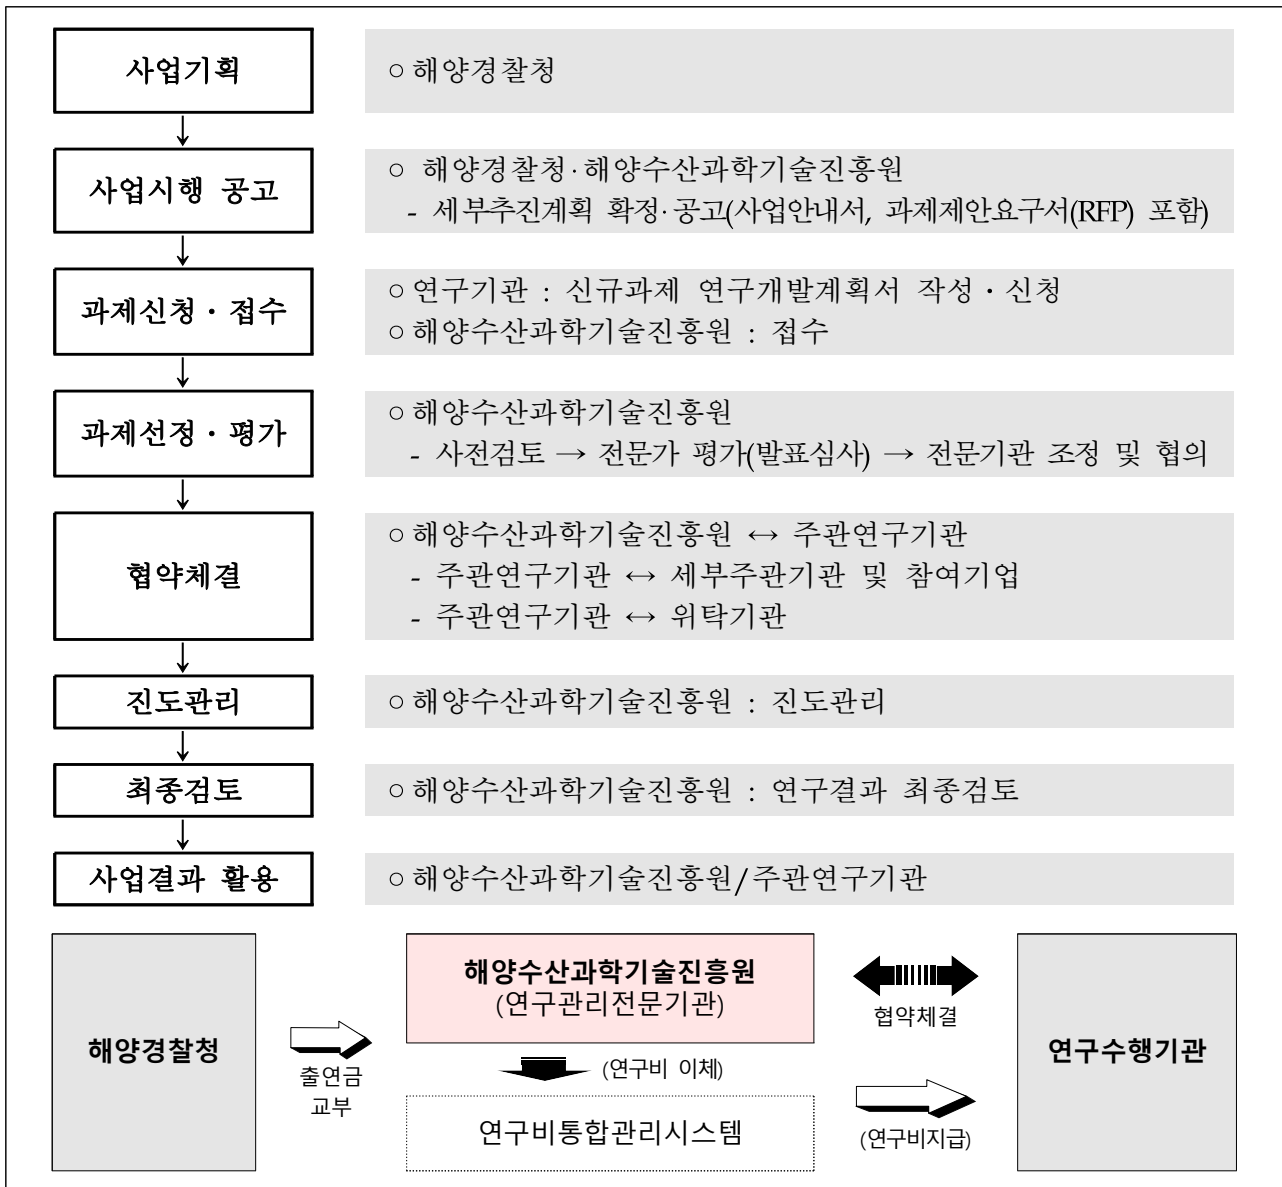 사업기획
○ 해양경찰청
사업시행 공고
○ 해양경찰청·해양수산과학기술진흥원
- 세부추진계획 확정·공고(사업안내서, 과제제안요구서(RFP) 포함)
과제신청·접수
○ 연구기관 : 신규과제 연구개발계획서 작성·신청
○ 해양수산과학기술진흥원 : 접수
과제선정·평가
○ 해양수산과학기술진흥원
- 사전검토 → 전문가 평가(발표심사) → 전문기관 조정 및 협의
협약체결
○ 해양수산과학기술진흥원 ↔ 주관연구기관
- 주관연구기관 ↔ 세부주관기관 및 참여기업
- 주관연구기관 ↔ 위탁기관
진도관리
○ 해양수산과학기술진흥원 : 진도관리
최종검토
○ 해양수산과학기술진흥원 : 연구결과 최종검토
사업결과 활용
○ 해양수산과학기술진흥원/주관연구기관
해양경찰청
출연금
교부
해양수산과학기술진흥원
(연구관리전문기관)
(연구비 이체)
연구비통합관리시스템
협약체결
(연구비지급)
연구수행기관